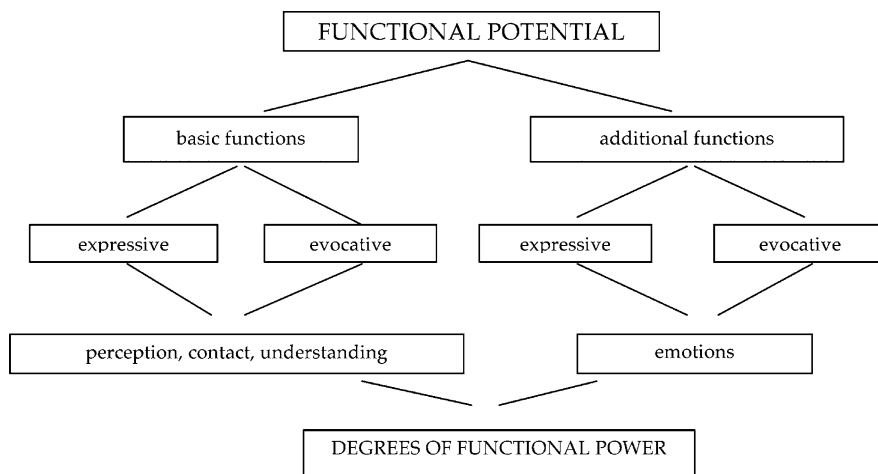 FUNCTIONAL POTENTIAL
basic functions
additional functions
expressive
evocative
expressive
evocative
perception, contact, understanding
emotions
DEGREES OF FUNCTIONAL POWER